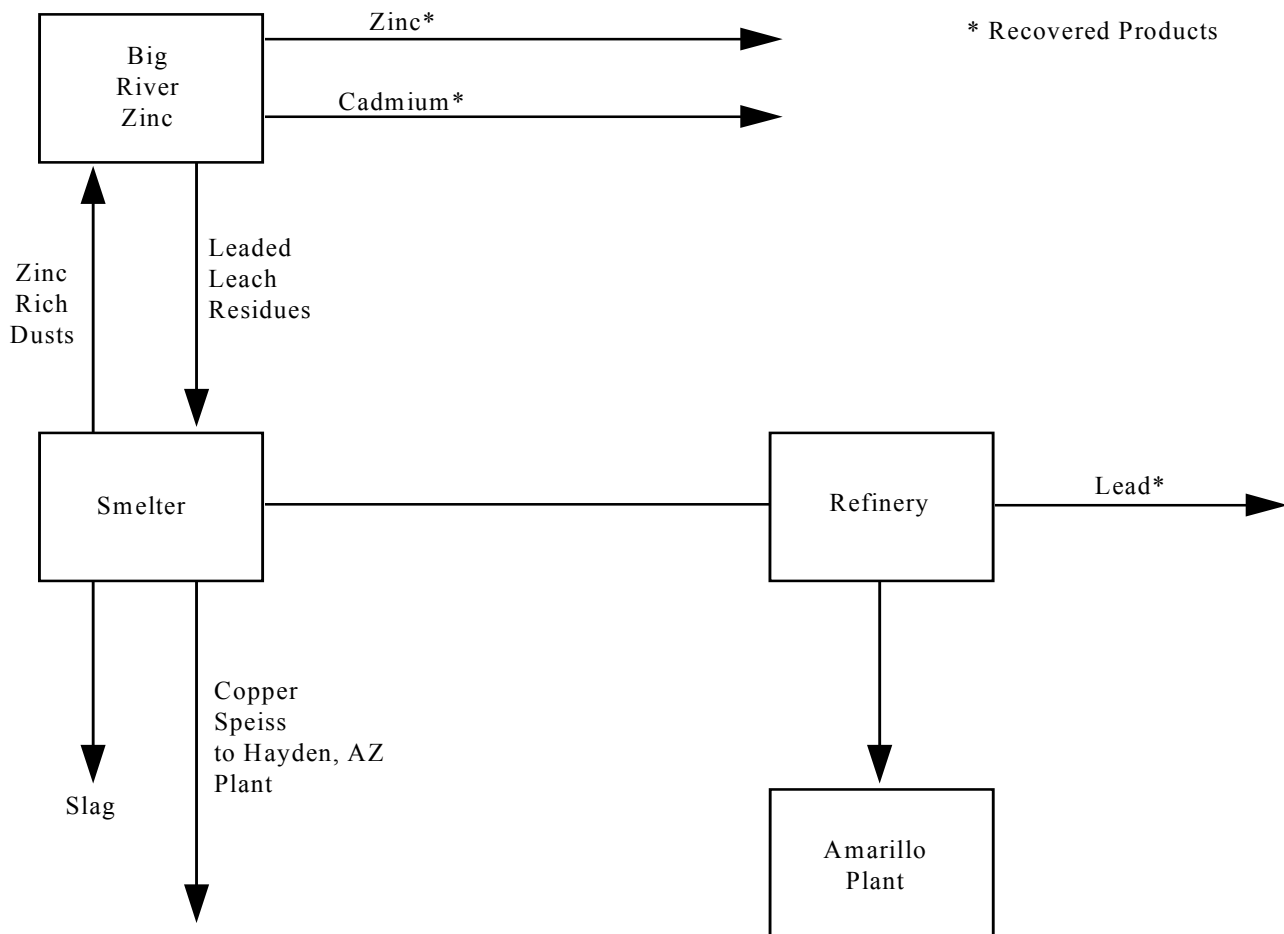 Zinc*
* Recovered Products
Big
River
Zinc
Cadmium*
Zinc
Rich
Dusts
Leaded
Leach
Residues
Smelter
Refinery
Lead*
Copper
Speiss
to Hayden, AZ
Plant
Slag
Amarillo
Plant